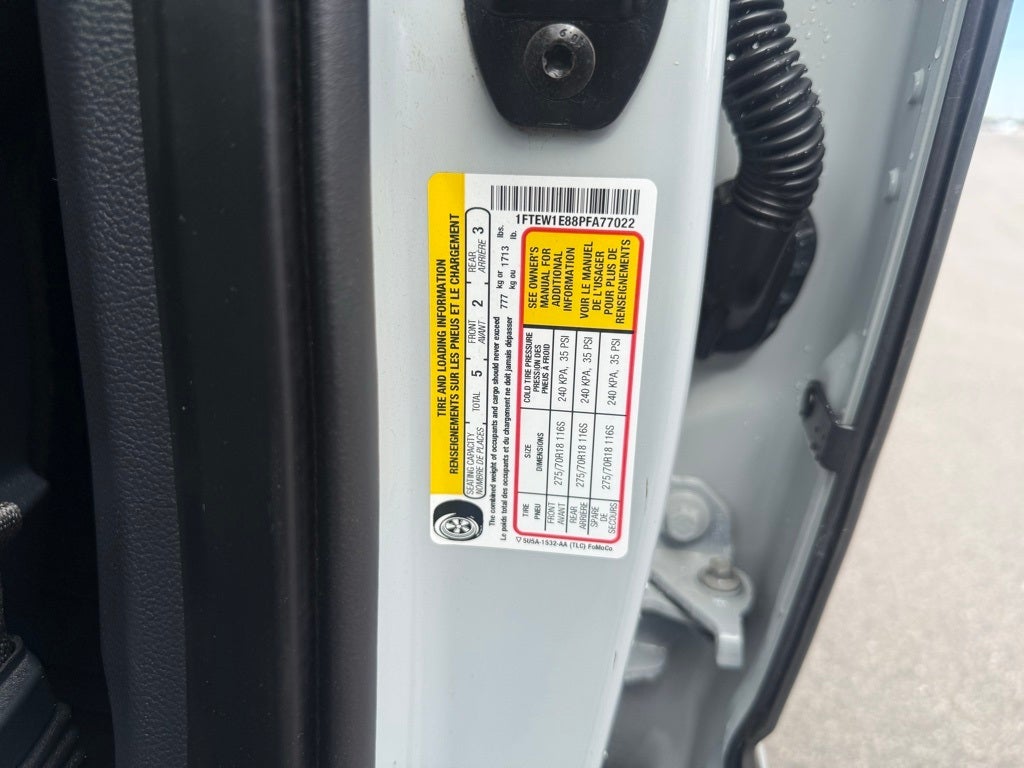 1FTEW1E88PFA77022
TIRE AND LOADING INFORMATION
RENSEIGNEMENTS SUR LES PNEUS ET LE CHARGEMENT
SEATING CAPACITY TOTAL 5 FRONT 2 REAR 3
NOMBRE DE PLACES AVANT ARRIÈRE
The combined weight of occupants and cargo should never exceed 777 kg or 1713 lbs.
Le poids total des occupants et du chargement ne doit jamais dépasser kg ou lb.
TIRE SIZE COLD TIRE PRESSURE
PNEU DIMENSIONS PRESSION DES
PNEUS À FROID
FRONT
AVANT 275/70R18 116S 240 KPA, 35 PSI
REAR
ARRIÈRE 275/70R18 116S 240 KPA, 35 PSI
SPARE
DE
SECOURS 275/70R18 116S 240 KPA, 35 PSI
SEE OWNER'S
MANUAL FOR
ADDITIONAL
INFORMATION
VOIR LE MANUEL
DE L'USAGER
POUR PLUS DE
RENSEIGNEMENTS
5U5A-1532-AA (TLC) FoMoCo